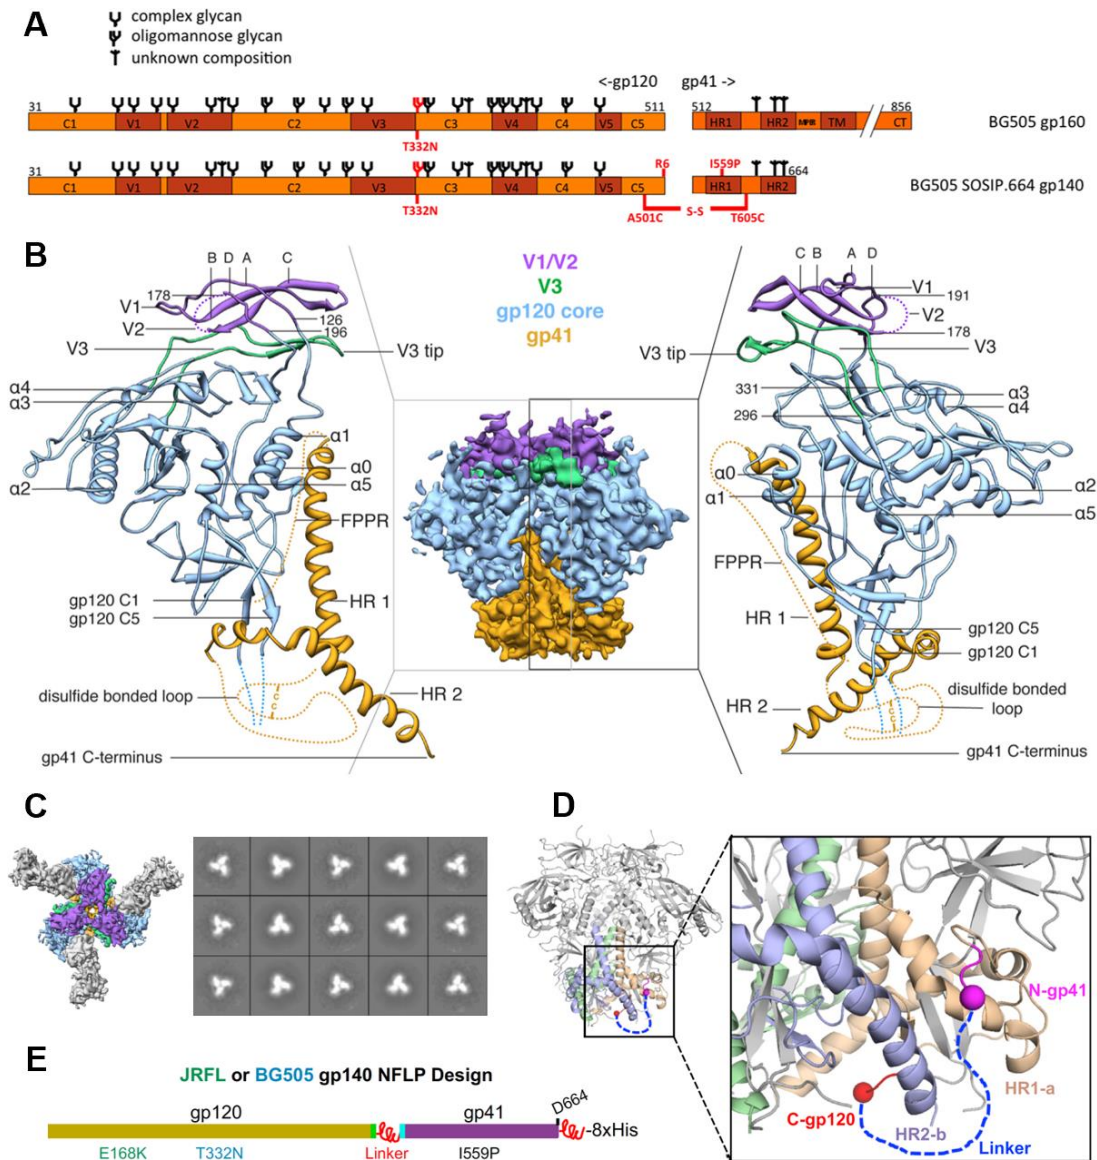 A
complex glycan
oligomannose glycan
unknown composition
<-gp120 gp41 ->
31 511 512 856
C1 V1 V2 C2 V3 C3 V4 C4 V5 C5 HR1 HR2 MPER TM CT
BG505 gp160
T332N
31 R6 I559P 664
C1 V1 V2 C2 V3 C3 V4 C4 V5 C5 HR1 HR2
BG505 SOSIP.664 gp140
T332N A501C S-S T605C
B
B D A C
178
V1
V2
126
196
V3
V3 tip
α4
α3
α1
α2
α0
α5
FPPR
gp120 C1
gp120 C5
HR 1
disulfide bonded loop
C
C
HR 2
gp41 C-terminus
V1/V2
V3
gp120 core
gp41
C B A D
V1
191
V2
178
V3 tip
V3
331
α3
α4
296
α0
α1
α2
α5
FPPR
HR 1
gp120 C5
gp120 C1
HR 2
disulfide bonded
loop
C
C
gp41 C-terminus
C
D
N-gp41
HR1-a
C-gp120
HR2-b
Linker
E
JRFL or BG505 gp140 NFLP Design
gp120 gp41 D664
-8xHis
E168K T332N Linker I559P